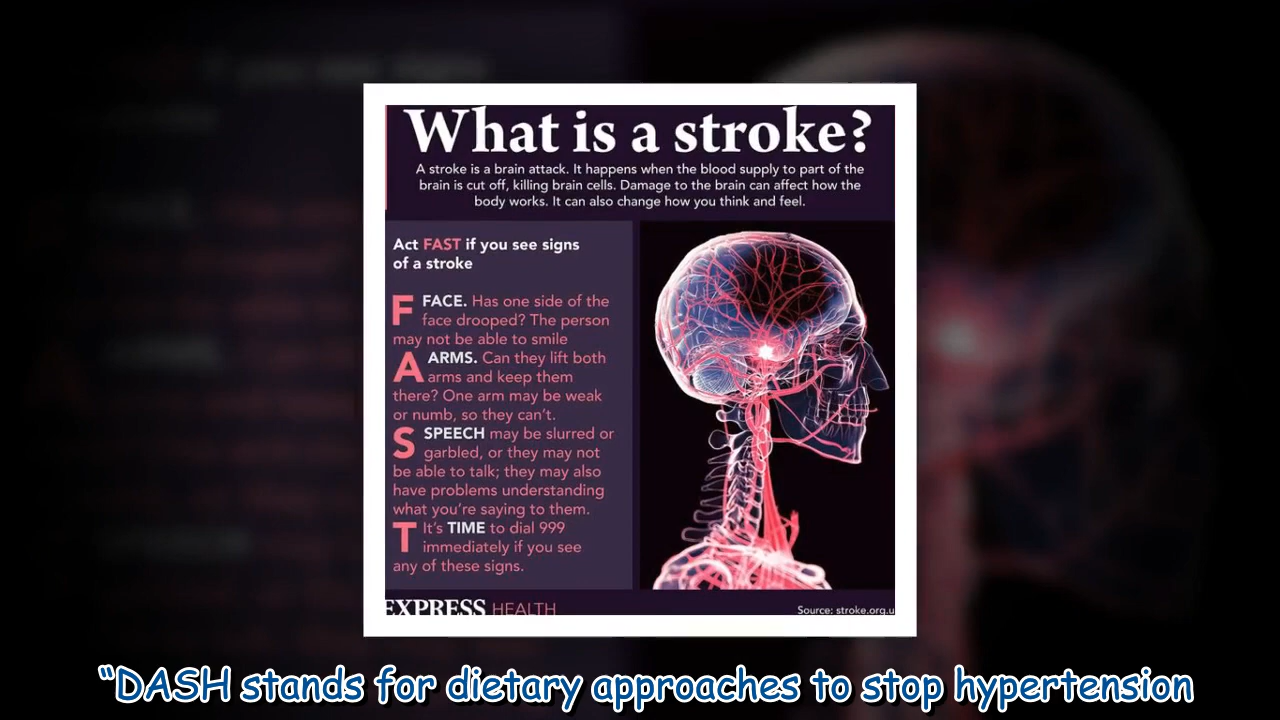 What is a stroke?
A stroke is a brain attack. It happens when the blood supply to part of the
brain is cut off, killing brain cells. Damage to the brain can affect how the
body works. It can also change how you think and feel.
Act FAST if you see signs
of a stroke
F FACE. Has one side of the
face drooped? The person
may not be able to smile
A ARMS. Can they lift both
arms and keep them
there? One arm may be weak
or numb, so they can’t.
S SPEECH may be slurred or
garbled, or they may not
be able to talk; they may also
have problems understanding
what you’re saying to them.
T It’s TIME to dial 999
immediately if you see
any of these signs.
EXPRESS HEALTH
Source: stroke.org.u
“DASH stands for dietary approaches to stop hypertension